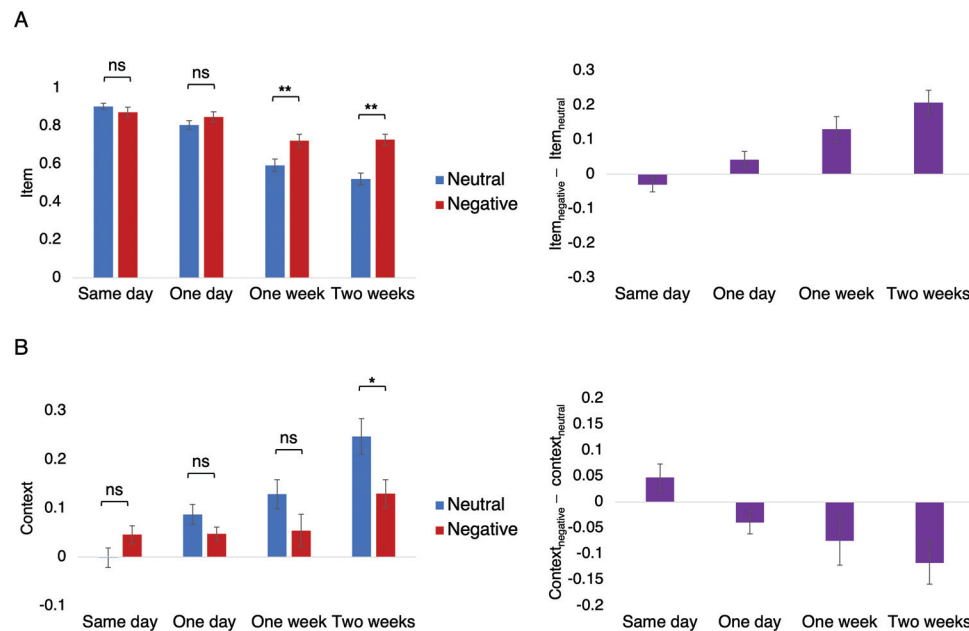 A
ns
ns
**
**
1
0.8
0.6
0.4
0.2
0
Item
Same day
One day
One week
Two weeks
Neutral
Negative
0.3
0.2
0.1
0
-0.1
-0.2
-0.3
Itemnegative – Itemneutral
Same day
One day
One week
Two weeks
B
ns
ns
ns
*
0.3
0.2
0.1
0
-0.1
Context
Same day
One day
One week
Two weeks
Neutral
Negative
0.2
0.15
0.1
0.05
0
-0.05
-0.1
-0.15
-0.2
Contextnegative – contextneutral
Same day
One day
One week
Two weeks